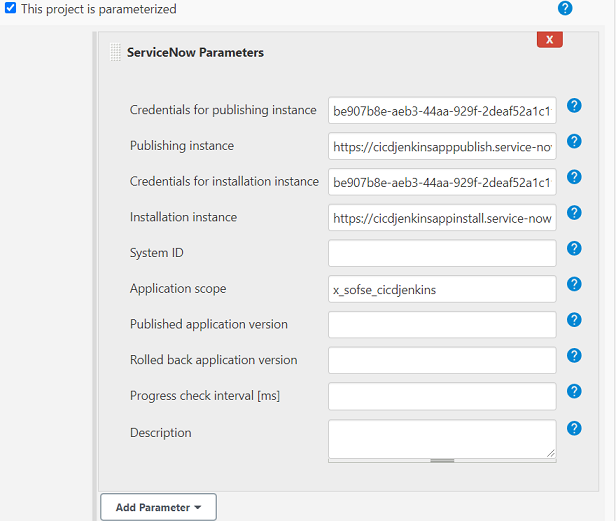 This project is parameterized ?
ServiceNow Parameters
X
Credentials for publishing instance be907b8e-aeb3-44aa-929f-2deaf52a1c1 ?
Publishing instance https://cicdjenkinsapppublish.service-no ?
Credentials for installation instance be907b8e-aeb3-44aa-929f-2deaf52a1c1 ?
Installation instance https://cicdjenkinsappinstall.service-now ?
System ID ?
Application scope x_sofse_cicdjenkins ?
Published application version ?
Rolled back application version ?
Progress check interval [ms] ?
Description ?
Add Parameter